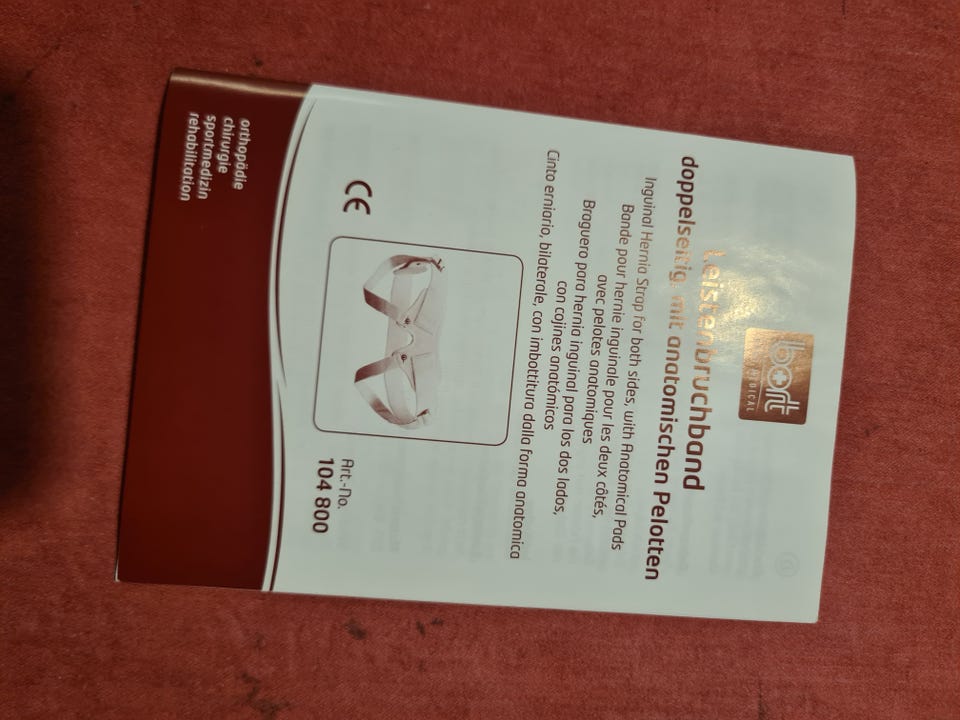 bort
MEDICAL
Leistenbruchband
doppelseitig, mit anatomischen Pelotten
Inguinal Hernia Strap for both sides, with Anatomical Pads
Bande pour hernie inguinale pour les deux côtés,
avec pelotes anatomiques
Braguero para hernia inguinal para los dos lados,
con cojines anatómicos
Cinto erniario, bilaterale, con imbottitura dalla forma anatomica
CE
Art.-No.
104 800
orthopädie
chirurgie
sportmedizin
rehabilitation